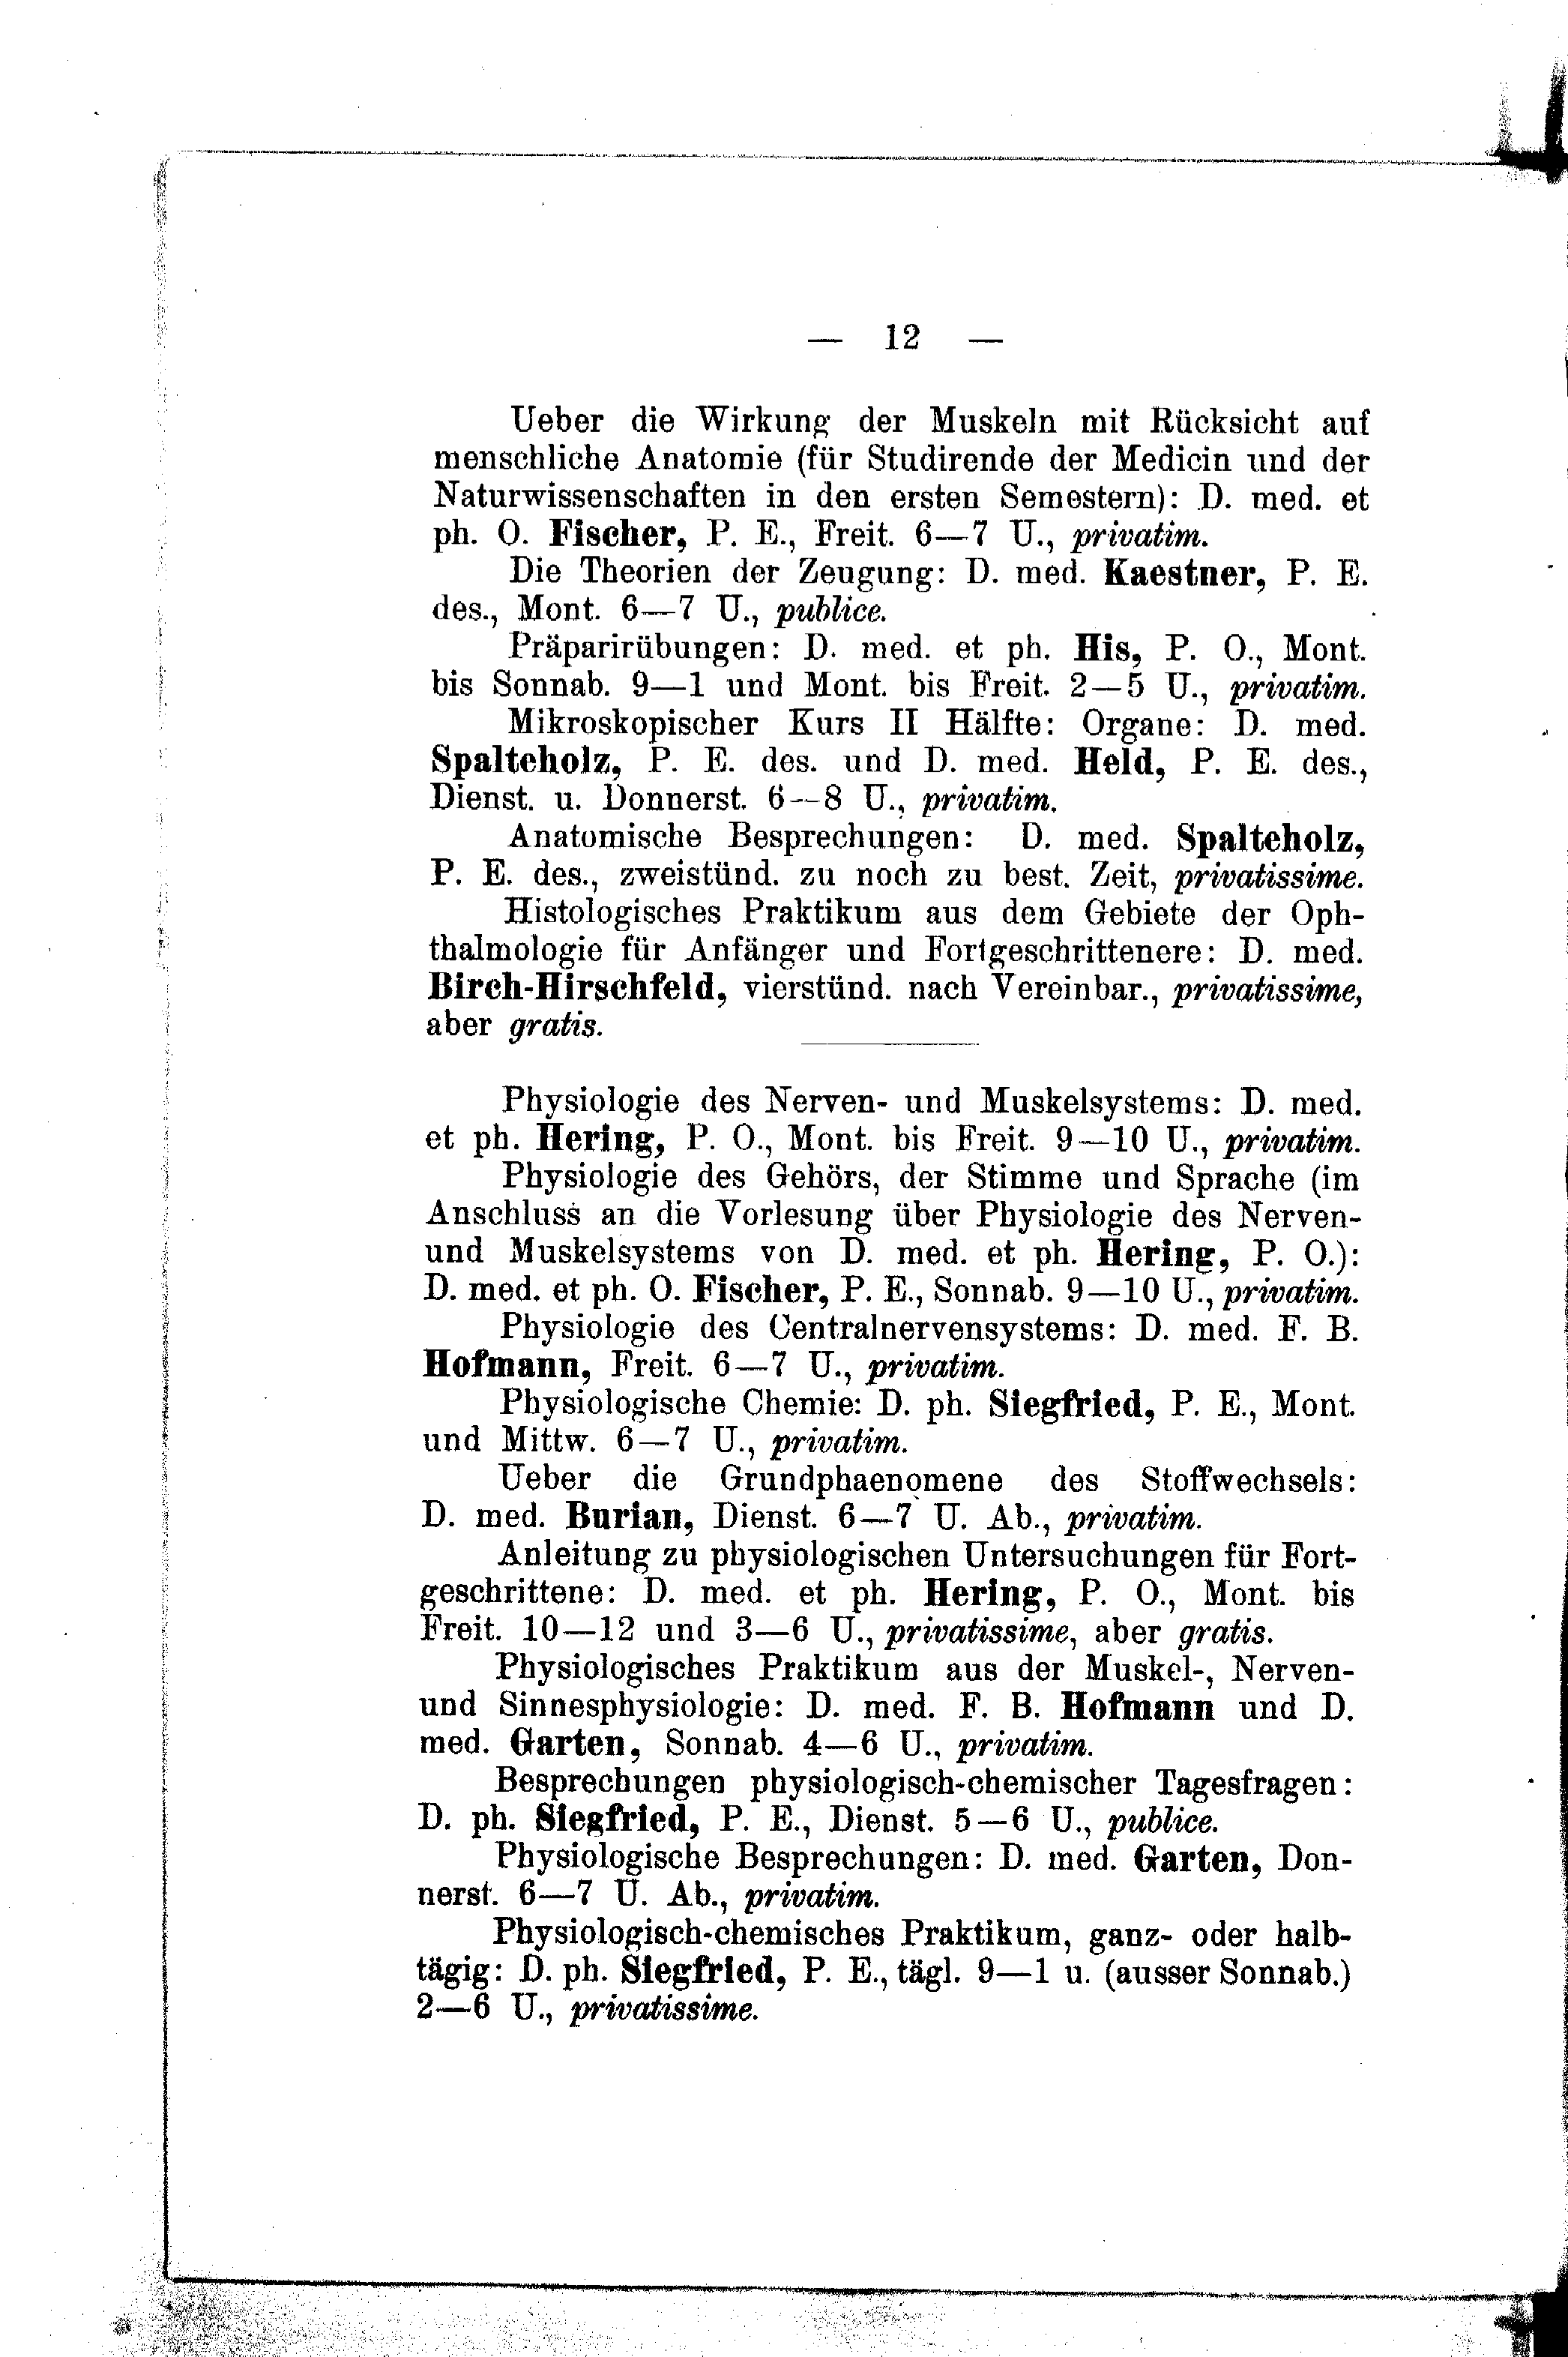 — 12 —
Ueber die Wirkung der Muskeln mit Rücksicht auf
menschliche Anatomie (für Studirende der Medicin und der
Naturwissenschaften in den ersten Semestern): D. med. et
ph. O. Fischer, P. E., Freit. 6—7 U., privatim.
Die Theorien der Zeugung: D. med. Kaestner, P. E.
des., Mont. 6—7 U., publice.
Präparirübungen: D. med. et ph. His, P. O., Mont.
bis Sonnab. 9—1 und Mont. bis Freit. 2—5 U., privatim.
Mikroskopischer Kurs II Hälfte: Organe: D. med.
Spalteholz, P. E. des. und D. med. Held, P. E. des.,
Dienst. u. Donnerst. 6—8 U., privatim.
Anatomische Besprechungen: D. med. Spalteholz,
P. E. des., zweistünd. zu noch zu best. Zeit, privatissime.
Histologisches Praktikum aus dem Gebiete der Oph-
thalmologie für Anfänger und Fortgeschrittenere: D. med.
Birch-Hirschfeld, vierstünd. nach Vereinbar., privatissime,
aber gratis.
Physiologie des Nerven- und Muskelsystems: D. med.
et ph. Hering, P. O., Mont. bis Freit. 9—10 U., privatim.
Physiologie des Gehörs, der Stimme und Sprache (im
Anschluss an die Vorlesung über Physiologie des Nerven-
und Muskelsystems von D. med. et ph. Hering, P. O.):
D. med. et ph. O. Fischer, P. E., Sonnab. 9—10 U., privatim.
Physiologie des Centralnervensystems: D. med. F. B.
Hofmann, Freit. 6—7 U., privatim.
Physiologische Chemie: D. ph. Siegfried, P. E., Mont.
und Mittw. 6—7 U., privatim.
Ueber die Grundphaenomene des Stoffwechsels:
D. med. Burian, Dienst. 6—7 U. Ab., privatim.
Anleitung zu physiologischen Untersuchungen für Fort-
geschrittene: D. med. et ph. Hering, P. O., Mont. bis
Freit. 10—12 und 3—6 U., privatissime, aber gratis.
Physiologisches Praktikum aus der Muskel-, Nerven-
und Sinnesphysiologie: D. med. F. B. Hofmann und D.
med. Garten, Sonnab. 4—6 U., privatim.
Besprechungen physiologisch-chemischer Tagesfragen:
D. ph. Siegfried, P. E., Dienst. 5—6 U., publice.
Physiologische Besprechungen: D. med. Garten, Don-
nerst. 6—7 U. Ab., privatim.
Physiologisch-chemisches Praktikum, ganz- oder halb-
tägig: D. ph. Siegfried, P. E., tägl. 9—1 u. (ausser Sonnab.)
2—6 U., privatissime.